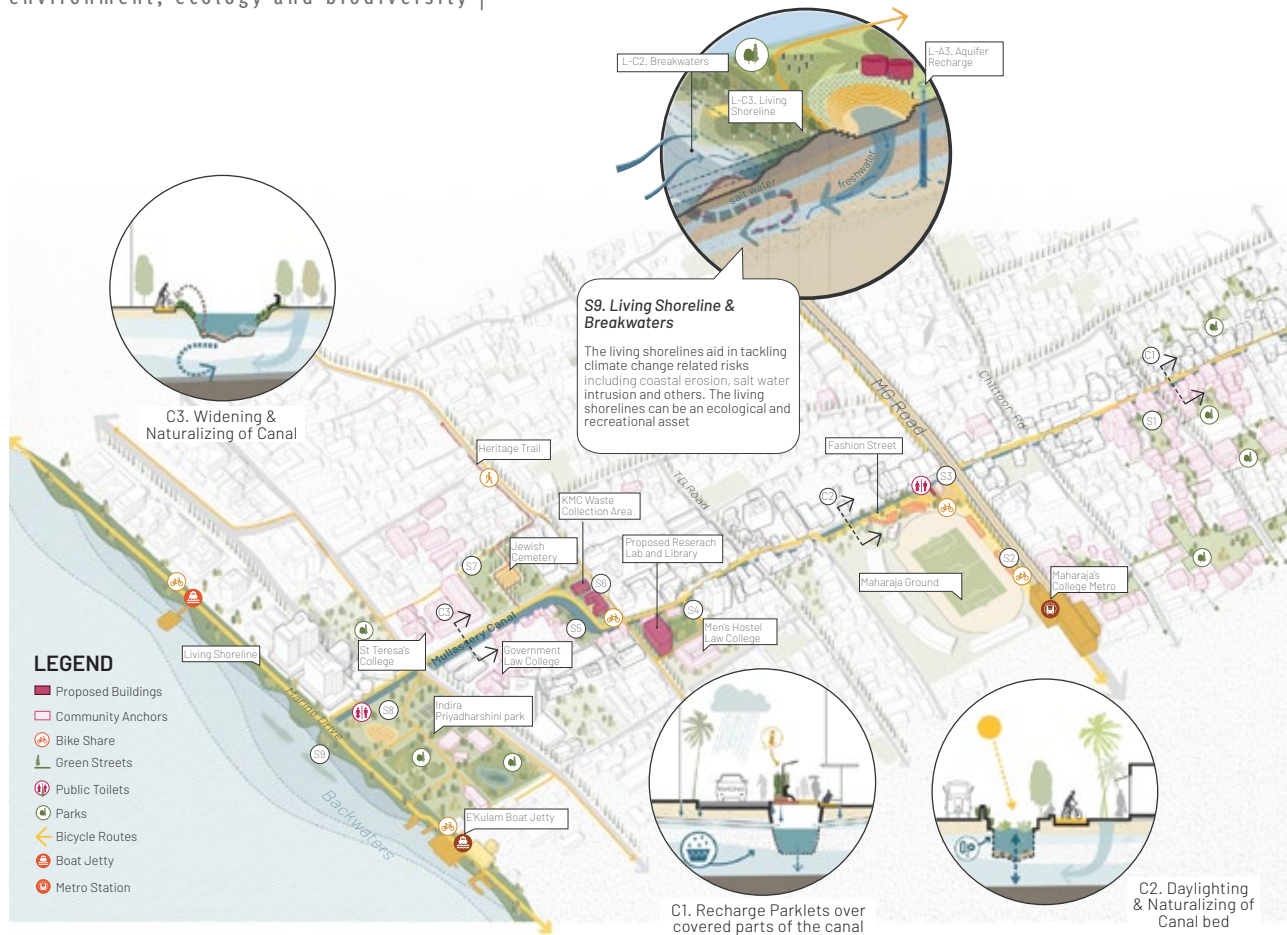 environment, ecology and biodiversity |
L-C2. Breakwaters
L-A3. Aquifer
Recharge
L-C3. Living
Shoreline
salt water
freshwater
S9. Living Shoreline &
Breakwaters
The living shorelines aid in tackling
climate change related risks
including coastal erosion, salt water
intrusion and others. The living
shorelines can be an ecological and
recreational asset
C3. Widening &
Naturalizing of Canal
MG Road
Chittoor Rd
C1
S1
Heritage Trail
Fashion Street
TD Road
KMC Waste
Collection Area
C2
S3
Jewish
Cemetery
Proposed Reserach
Lab and Library
S7
S6
S2
Maharaja Ground
Maharaja's
College Metro
C3
S5
S4
Men's Hostel
Law College
Mullassery Canal
St Teresa's
College
Government
Law College
Living Shoreline
Marine Drive
S8
Indira
Priyadharshini park
S9
Backwaters
E'Kulam Boat Jetty
LEGEND
Proposed Buildings
Community Anchors
Bike Share
Green Streets
Public Toilets
Parks
Bicycle Routes
Boat Jetty
Metro Station
C1. Recharge Parklets over
covered parts of the canal
C2. Daylighting
& Naturalizing of
Canal bed